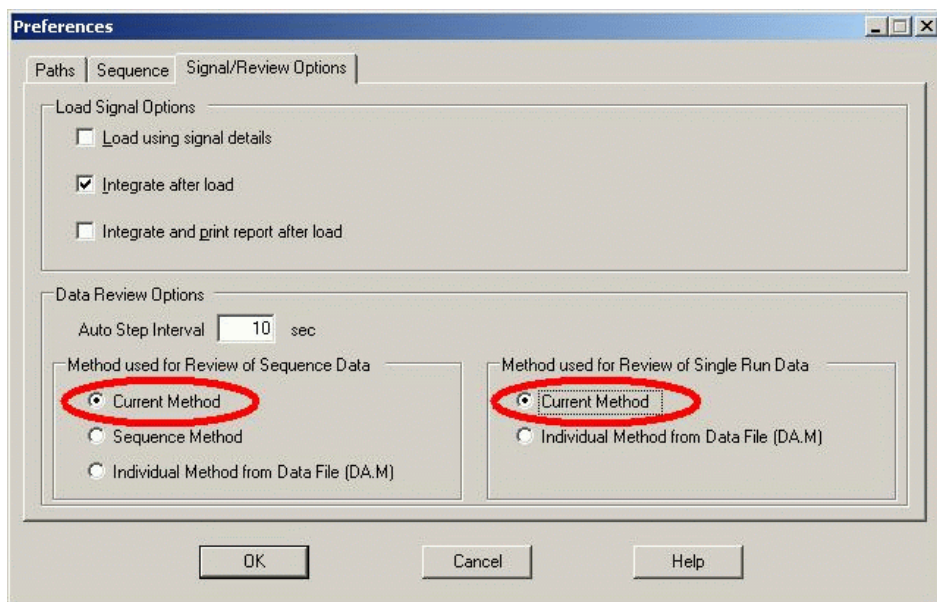 Preferences
Paths Sequence Signal/Review Options
Load Signal Options
Load using signal details
Integrate after load
Integrate and print report after load
Data Review Options
Auto Step Interval 10 sec
Method used for Review of Sequence Data
Current Method
Sequence Method
Individual Method from Data File (DA.M)
Method used for Review of Single Run Data
Current Method
Individual Method from Data File (DA.M)
OK Cancel Help